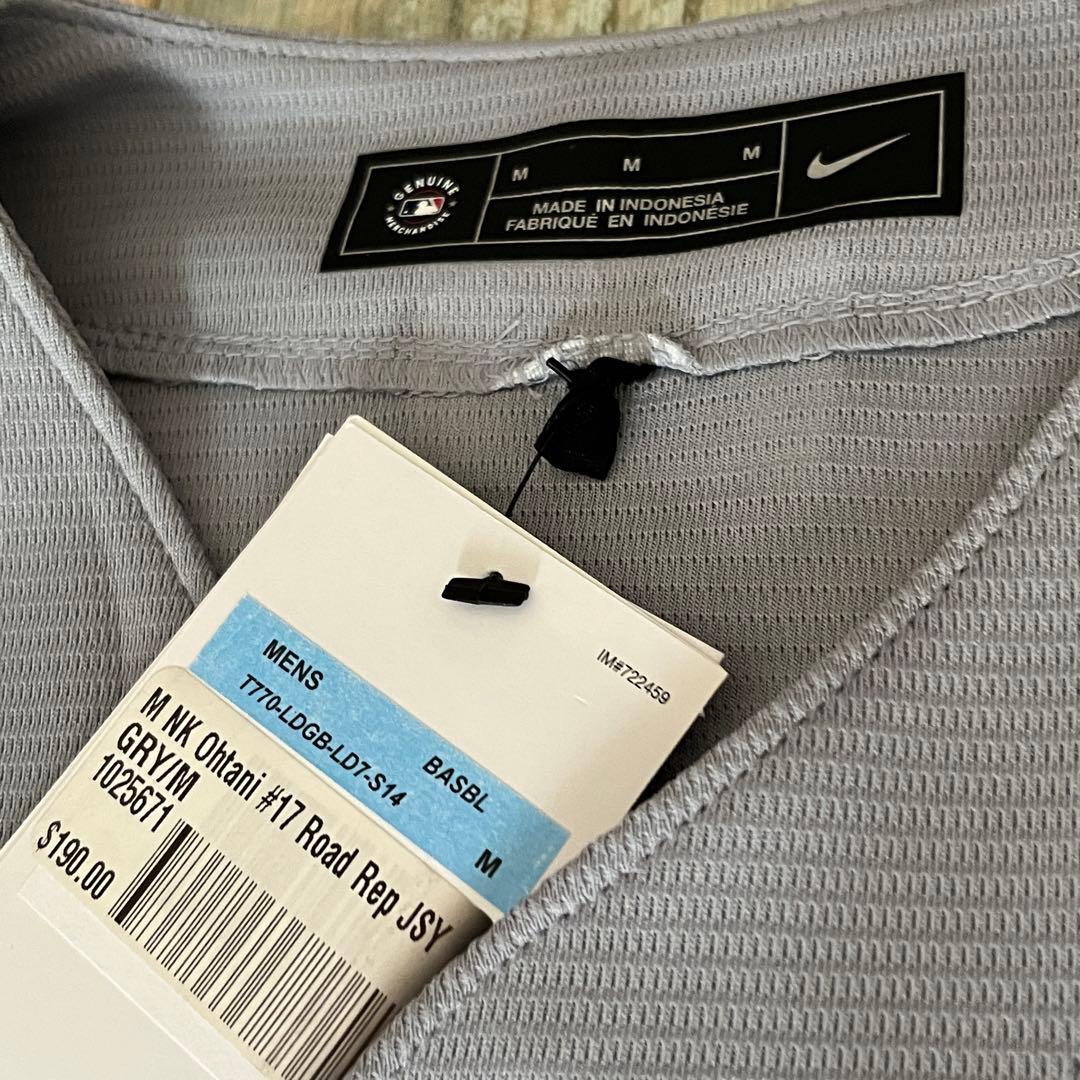 GENUINE
MERCHANDISE
M M M
MADE IN INDONESIA
FABRIQUÉ EN INDONÉSIE
IM#722459
MENS BASBL
T770-LDGB-LD7-S14 M
M NK Ohtani #17 Road Rep JSY
GRY/M
1025671
$190.00